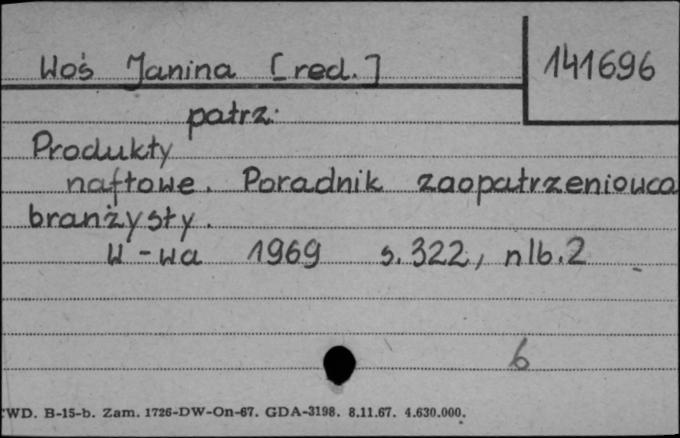 Woś Janina [red.]
141696
patrz:
Produkty
naftowe. Poradnik zaopatrzeniowca
branżysty.
W-wa 1969 s. 322, nlb. 2
6
CWD. B-15-b. Zam. 1726-DW-On-67. GDA-3198. 8.11.67. 4.630.000.